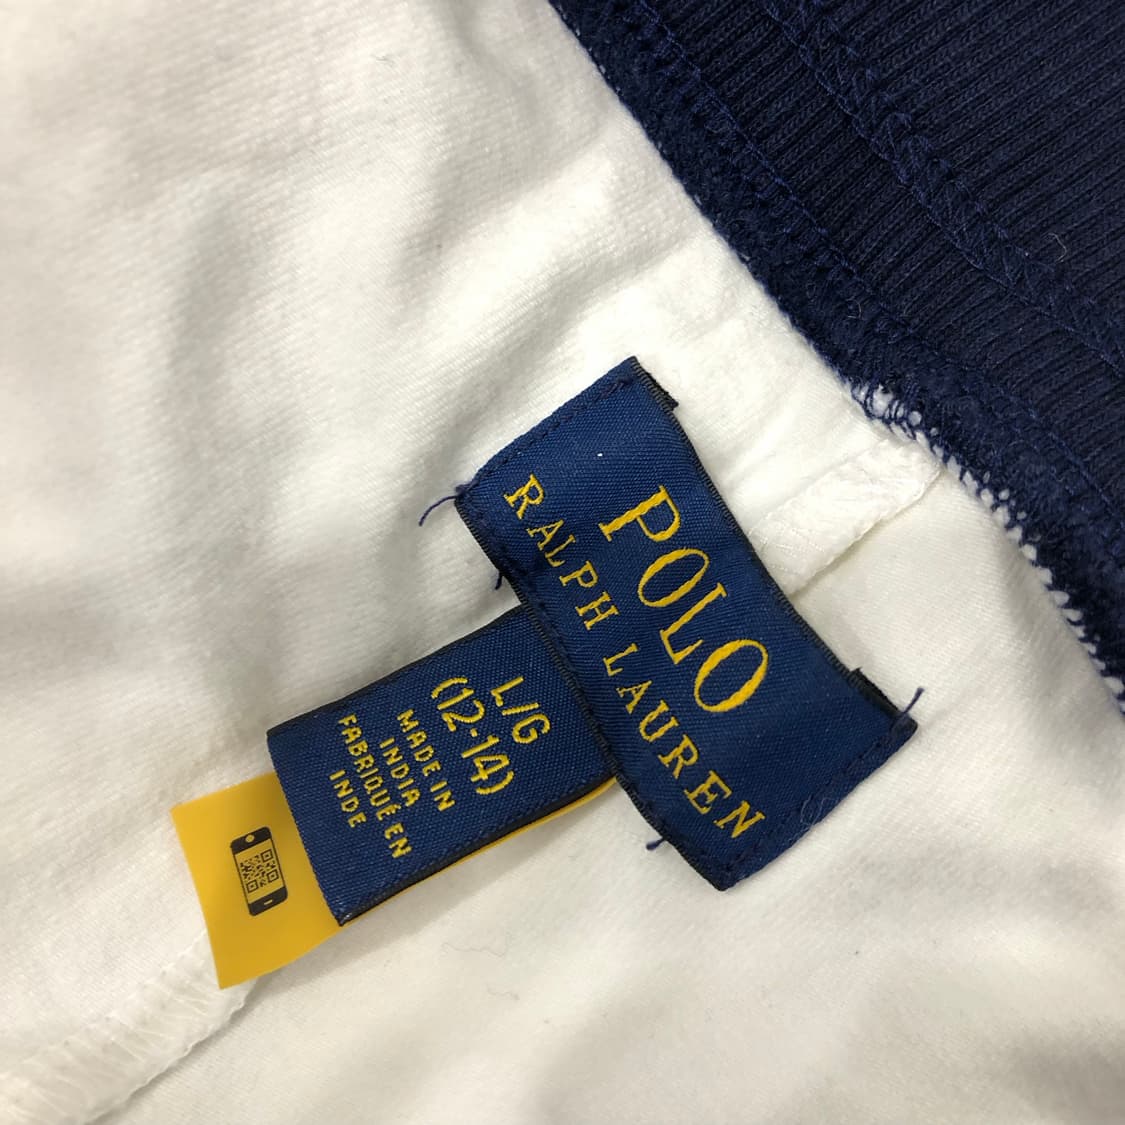 POLO
RALPH LAUREN
L/G
(12-14)
MADE IN
INDIA
FABRIQUÉ EN
INDE